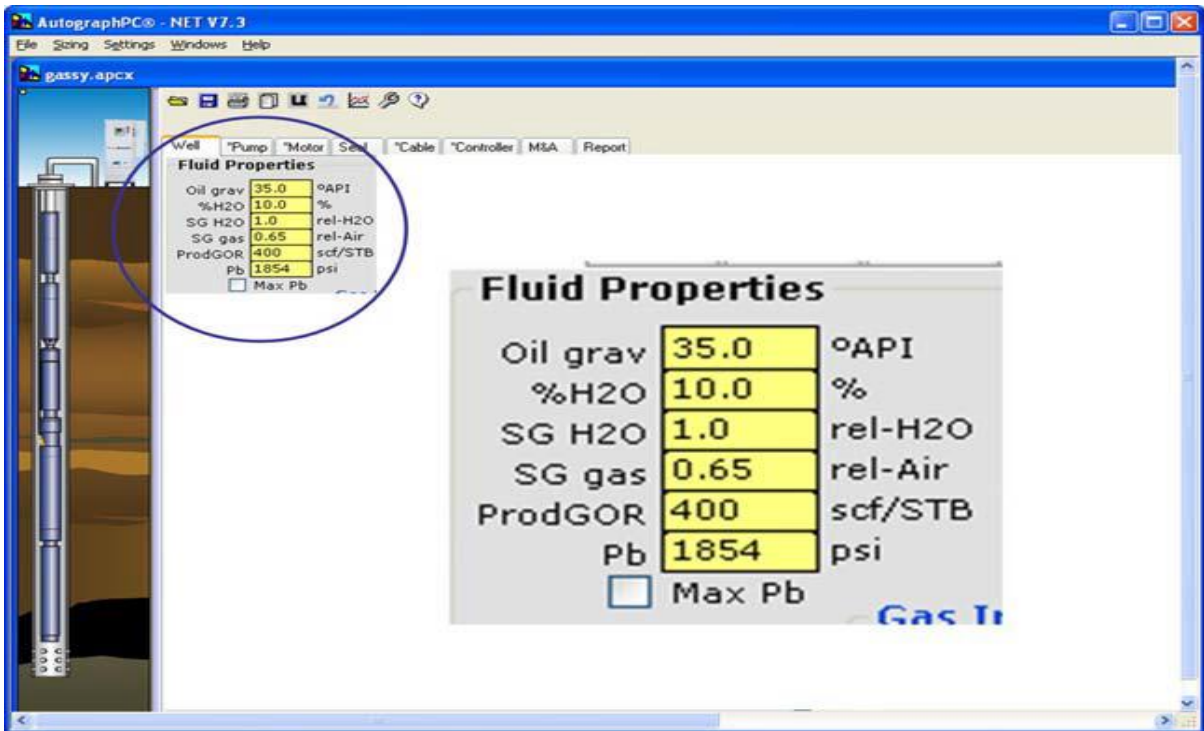 AutographPC® - NET V7.3
File Sizing Settings Windows Help
gassy.apcx
Well "Pump "Motor Seal "Cable "Controller M&A Report
Fluid Properties
Oil grav 35.0 ºAPI
%H2O 10.0 %
SG H2O 1.0 rel-H2O
SG gas 0.65 rel-Air
ProdGOR 400 scf/STB
Pb 1854 psi
Max Pb
Fluid Properties
Oil grav 35.0 ºAPI
%H2O 10.0 %
SG H2O 1.0 rel-H2O
SG gas 0.65 rel-Air
ProdGOR 400 scf/STB
Pb 1854 psi
Max Pb
Gas